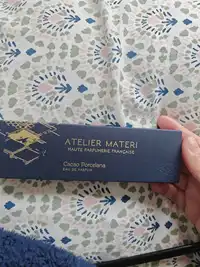 ATELIER MATERI
HAUTE PARFUMERIE FRANÇAISE
Cacao Porcelana
EAU DE PARFUM